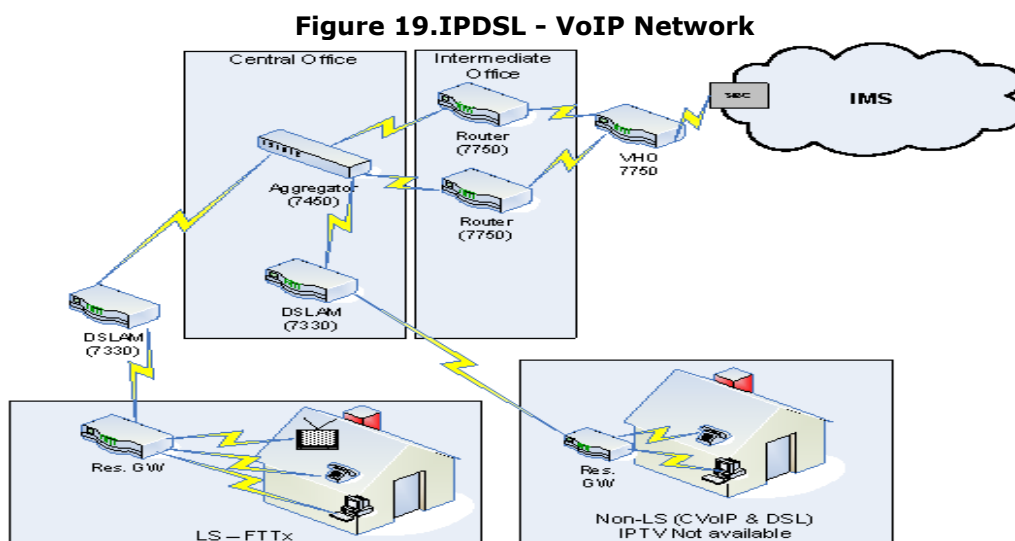 Figure 19.IPDSL - VoIP Network
Central Office
Intermediate
Office
Router
(7750)
VHO
7750
SBC
IMS
Aggregator
(7450)
Router
(7750)
DSLAM
(7330)
DSLAM
(7330)
Res. GW
LS – FTTx
Res.
GW
Non-LS (CVoIP & DSL)
IPTV Not available